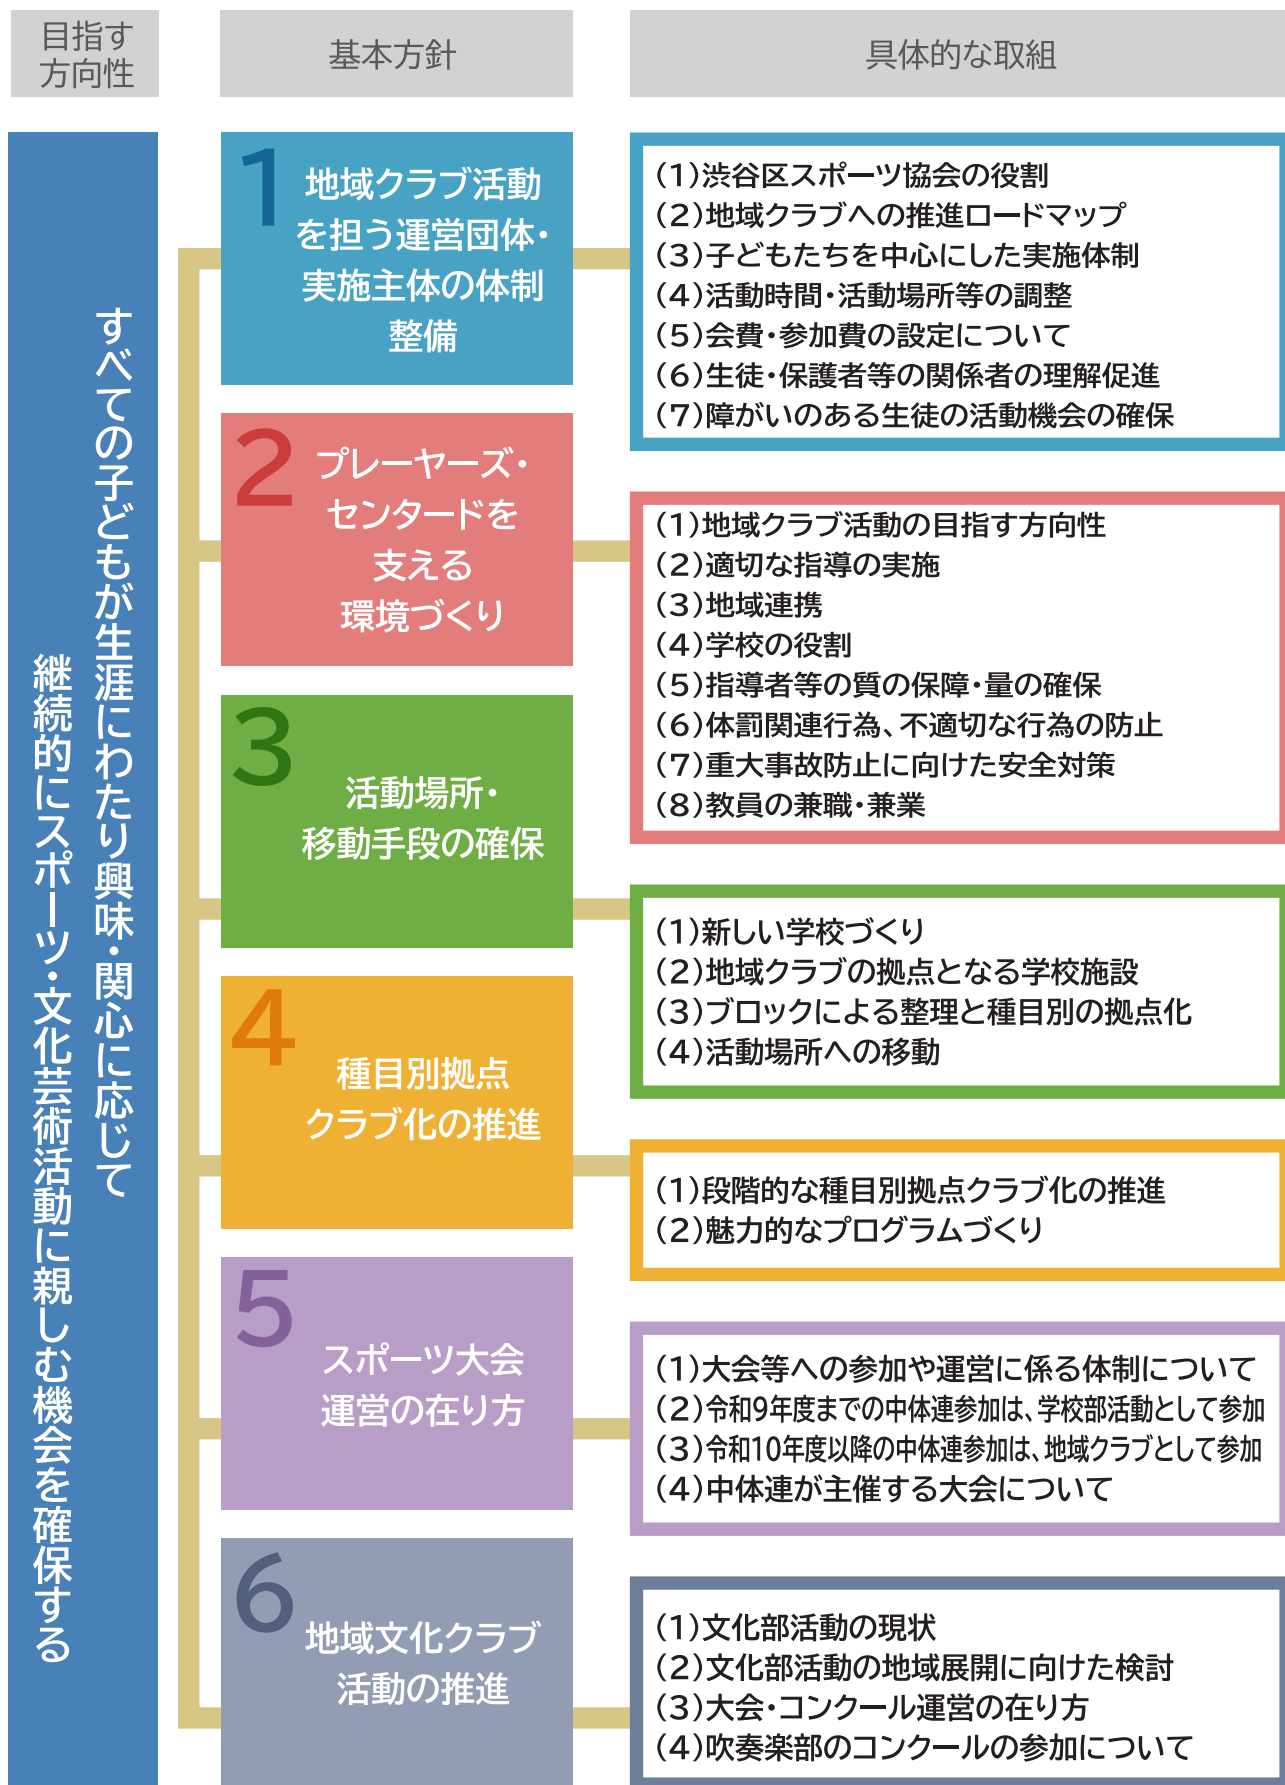 目指す
方向性
基本方針
具体的な取組
すべての子どもが生涯にわたり興味・関心に応じて
継続的にスポーツ・文化芸術活動に親しむ機会を確保する
1
地域クラブ活動
を担う運営団体・
実施主体の体制
整備
(1)渋谷区スポーツ協会の役割
(2)地域クラブへの推進ロードマップ
(3)子どもたちを中心にした実施体制
(4)活動時間・活動場所等の調整
(5)会費・参加費の設定について
(6)生徒・保護者等の関係者の理解促進
(7)障がいのある生徒の活動機会の確保
2
プレーヤーズ・
センタードを
支える
環境づくり
(1)地域クラブ活動の目指す方向性
(2)適切な指導の実施
(3)地域連携
(4)学校の役割
(5)指導者等の質の保障・量の確保
(6)体罰関連行為、不適切な行為の防止
(7)重大事故防止に向けた安全対策
(8)教員の兼職・兼業
3
活動場所・
移動手段の確保
(1)新しい学校づくり
(2)地域クラブの拠点となる学校施設
(3)ブロックによる整理と種目別の拠点化
(4)活動場所への移動
4
種目別拠点
クラブ化の推進
(1)段階的な種目別拠点クラブ化の推進
(2)魅力的なプログラムづくり
5
スポーツ大会
運営の在り方
(1)大会等への参加や運営に係る体制について
(2)令和9年度までの中体連参加は、学校部活動として参加
(3)令和10年度以降の中体連参加は、地域クラブとして参加
(4)中体連が主催する大会について
6
地域文化クラブ
活動の推進
(1)文化部活動の現状
(2)文化部活動の地域展開に向けた検討
(3)大会・コンクール運営の在り方
(4)吹奏楽部のコンクールの参加について